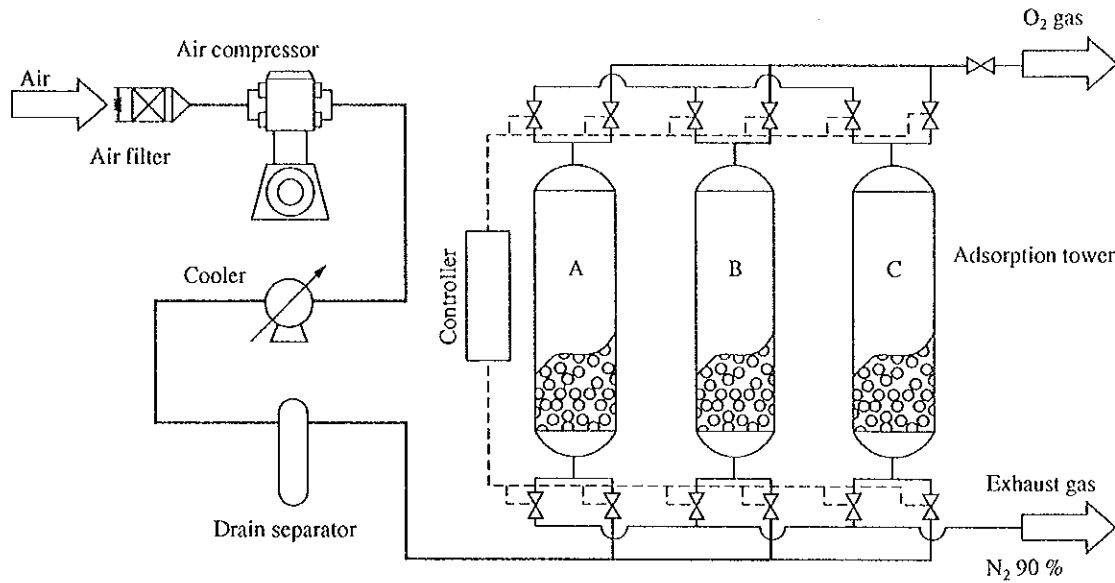 O₂ gas
Air compressor
Air
Air filter
Controller
A
B
C
Adsorption tower
Cooler
Drain separator
Exhaust gas
N₂ 90 %